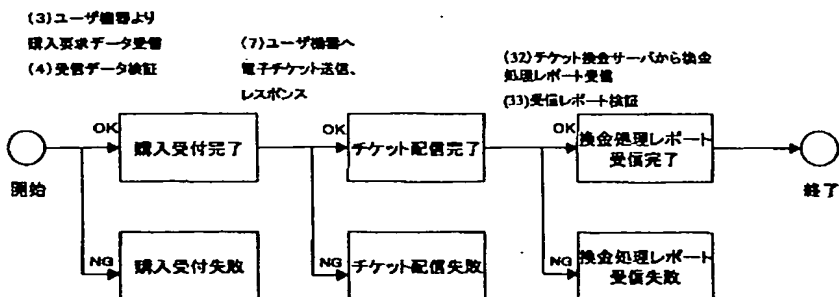 (3)ユーザ機器より
購入要求データ受信
(4)受信データ検証
(7)ユーザ機器へ
電子チケット送信、
レスポンス
(32)チケット換金サーバから換金
処理レポート受信
(33)受信レポート検証
OK
購入受付完了
OK
チケット配信完了
OK
換金処理レポート
受信完了
開始
終了
NG
購入受付失敗
NG
チケット配信失敗
NG
換金処理レポート
受信失敗